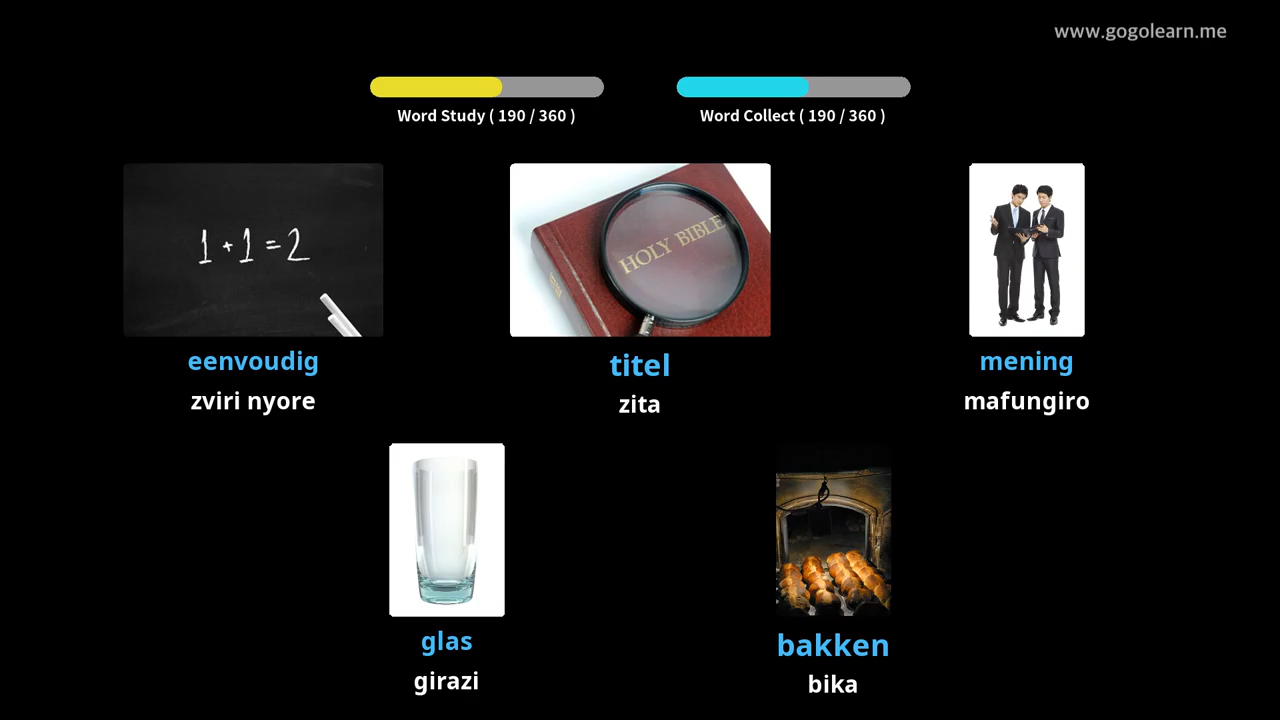 www.gogolearn.me
Word Study ( 190 / 360 )
Word Collect ( 190 / 360 )
1 + 1 = 2
HOLY BIBLE
eenvoudig
zviri nyore
titel
zita
mening
mafungiro
glas
girazi
bakken
bika